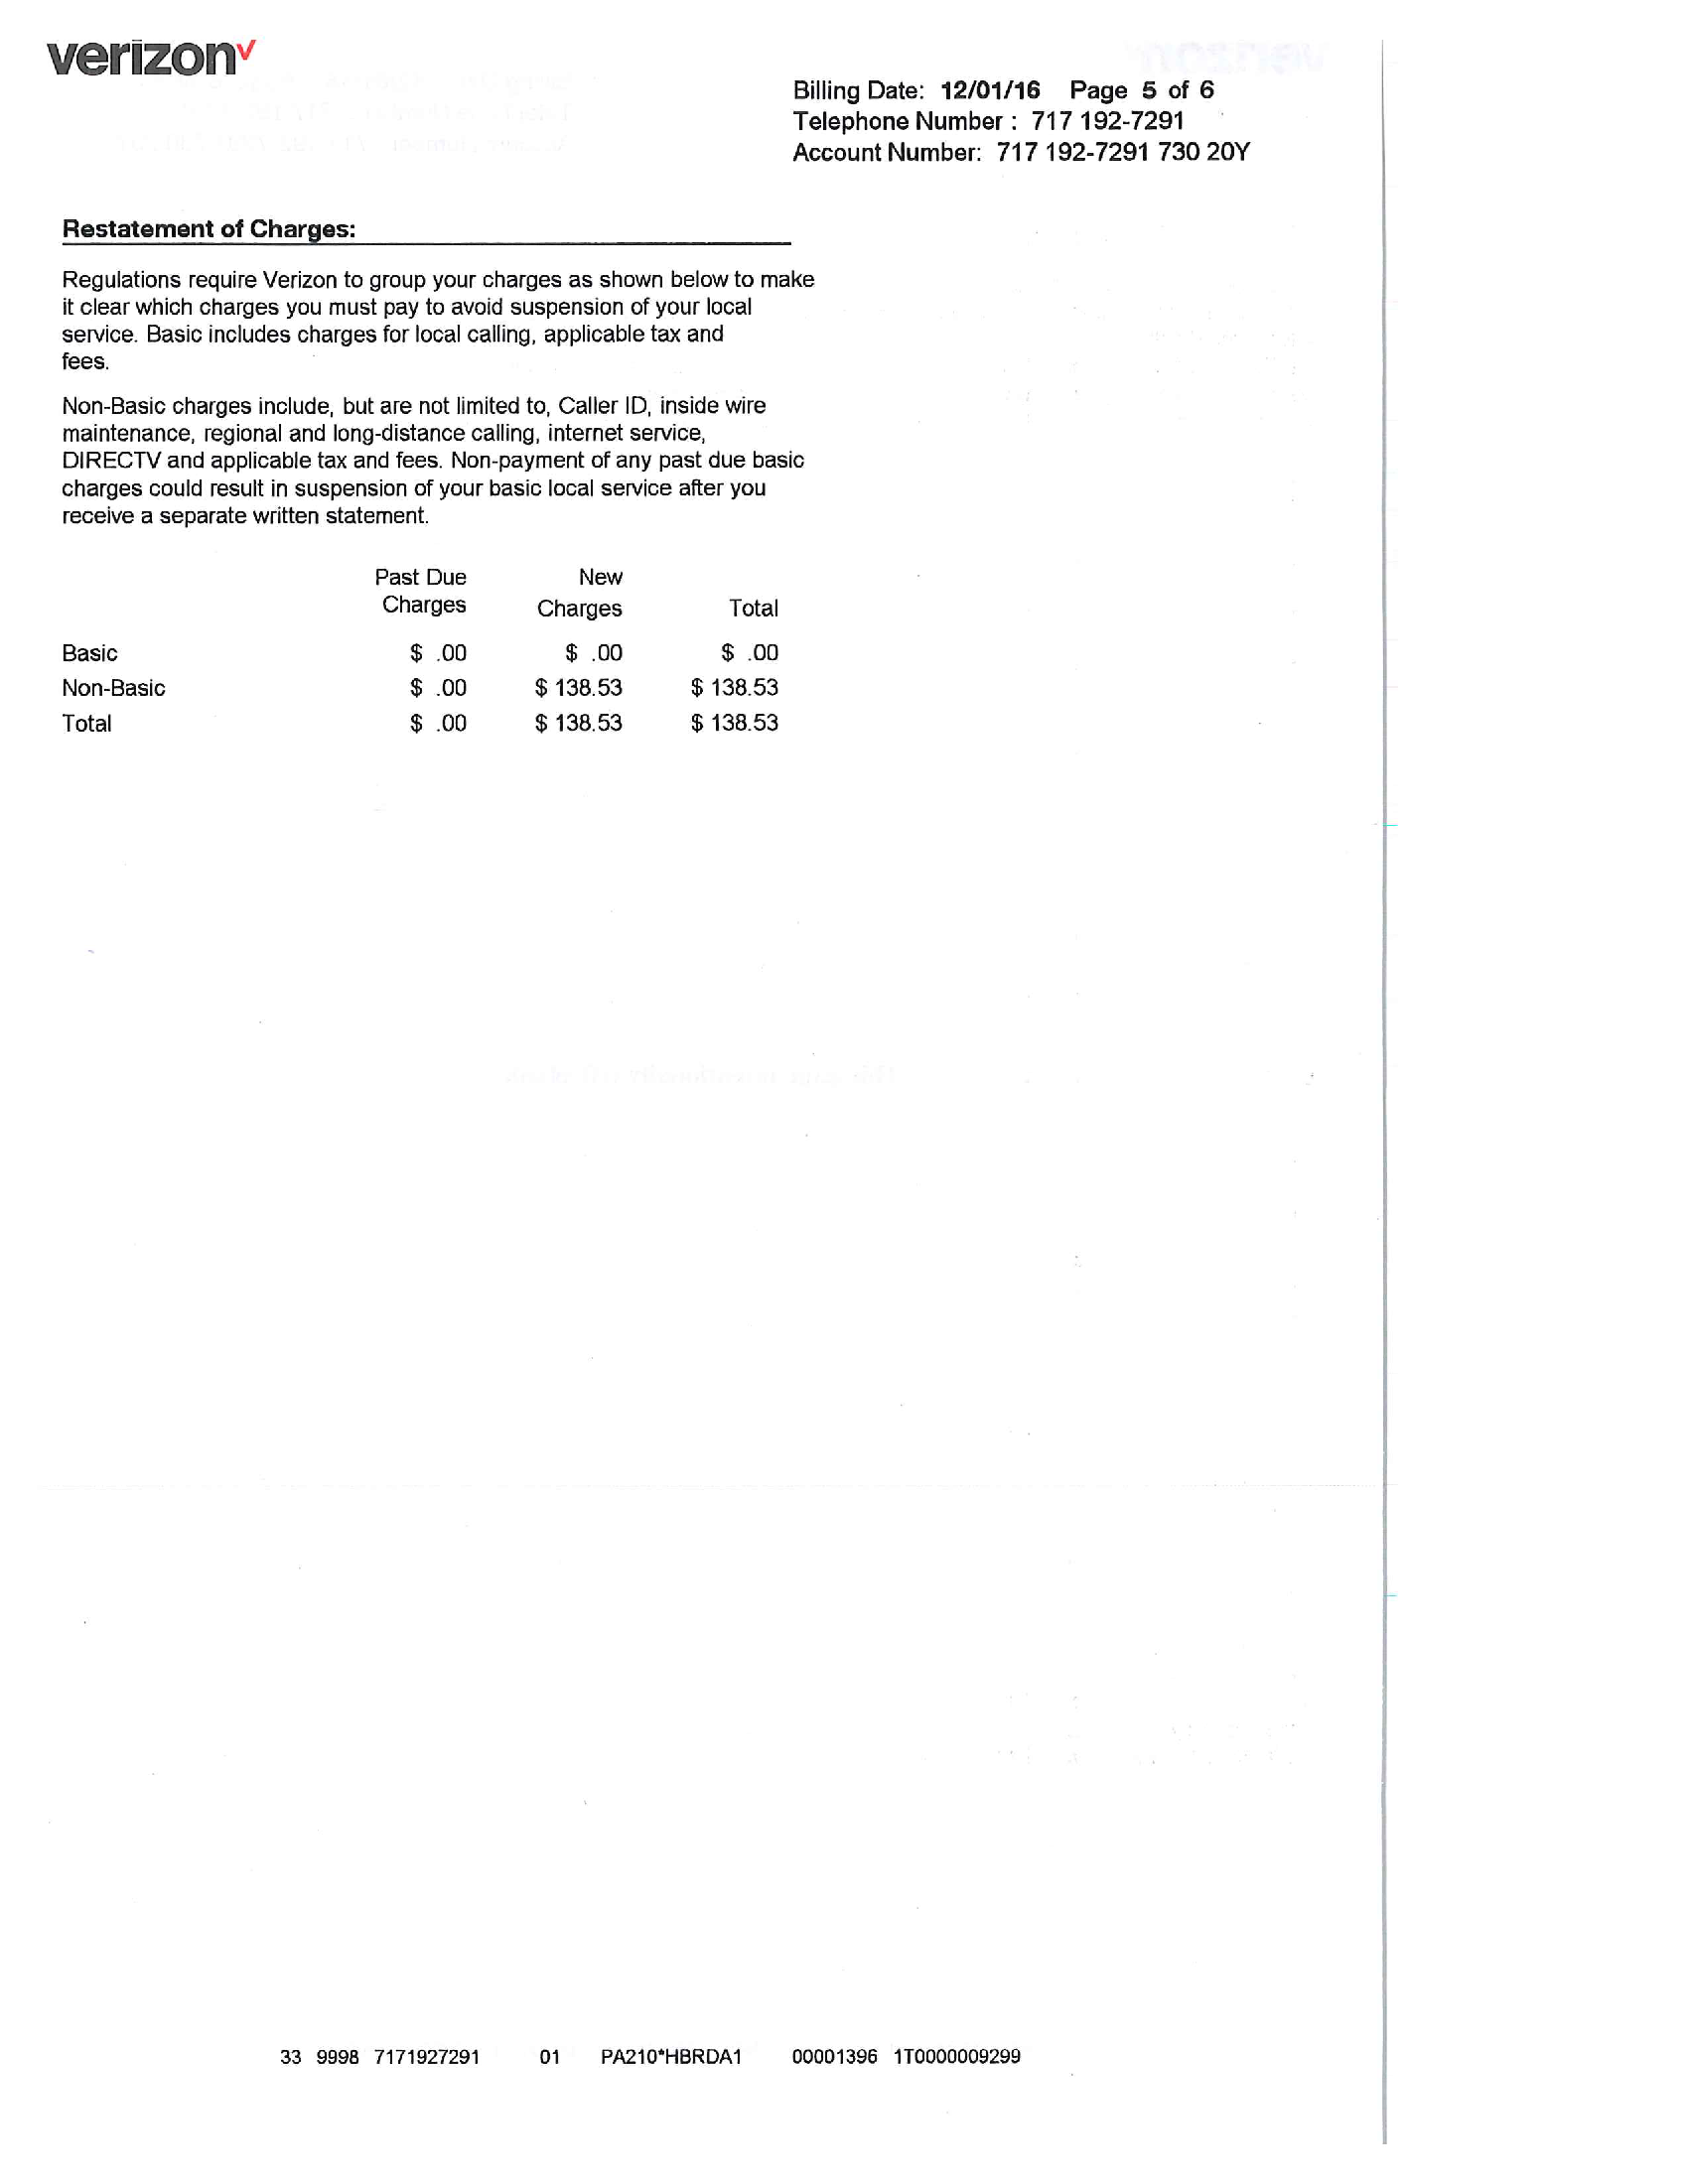 verizon
Billing Date: 12/01/16 Page 5 of 6
Telephone Number : 717 192-7291
Account Number: 717 192-7291 730 20Y
Restatement of Charges:
Regulations require Verizon to group your charges as shown below to make
it clear which charges you must pay to avoid suspension of your local
service. Basic includes charges for local calling, applicable tax and
fees.
Non-Basic charges include, but are not limited to, Caller ID, inside wire
maintenance, regional and long-distance calling, internet service,
DIRECTV and applicable tax and fees. Non-payment of any past due basic
charges could result in suspension of your basic local service after you
receive a separate written statement.
Past Due New
Charges Charges Total
Basic $ .00 $ .00 $ .00
Non-Basic $ .00 $ 138.53 $ 138.53
Total $ .00 $ 138.53 $ 138.53
33 9998 7171927291 01 PA210*HBRDA1 00001396 1T0000009299